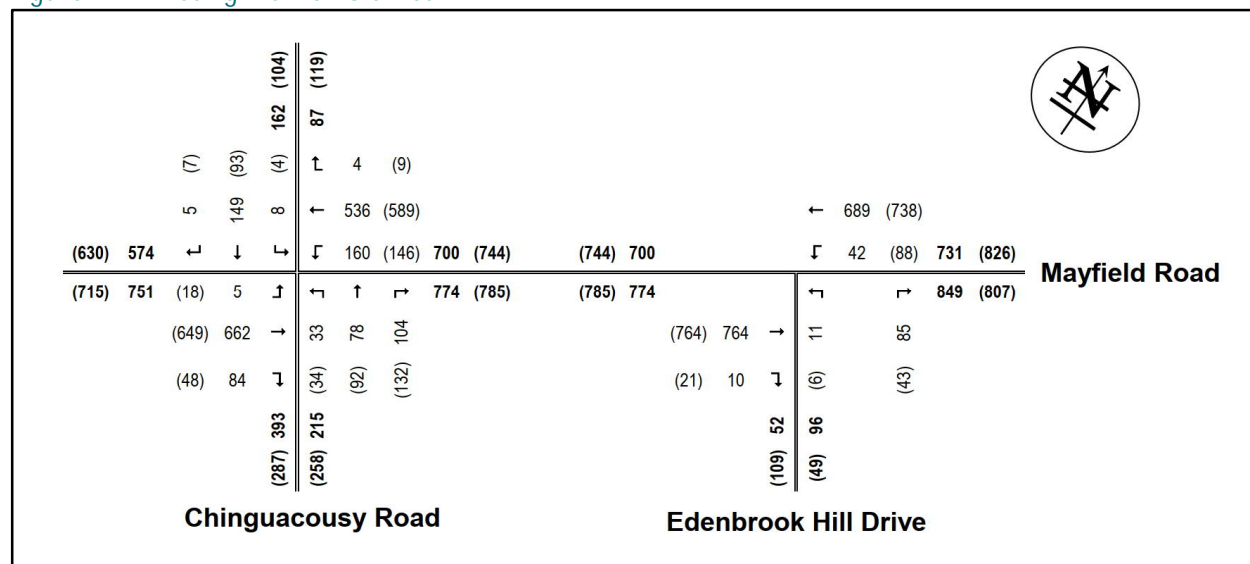 (104) (119)
162 87
(7) (93) (4) 4 (9)
5 149 8 536 (589) 689 (738)
(630) 574 160 (146) 700 (744) (744) 700 42 (88) 731 (826)
Mayfield Road
(715) 751 (18) 5 774 (785) (785) 774 849 (807)
(649) 662 33 78 104 (764) 764 11 85
(48) 84 (34) (92) (132) (21) 10 (6) (43)
393 215 52 96
(287) (258) (109) (49)
Chinguacousy Road Edenbrook Hill Drive
N